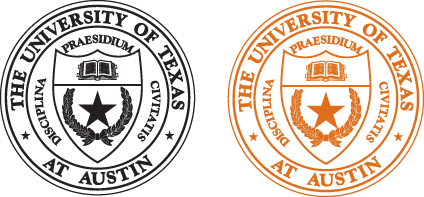 THE UNIVERSITY OF TEXAS
AT AUSTIN
PRAESIDIUM
DISCIPLINA
CIVITATIS
THE UNIVERSITY OF TEXAS
AT AUSTIN
PRAESIDIUM
DISCIPLINA
CIVITATIS